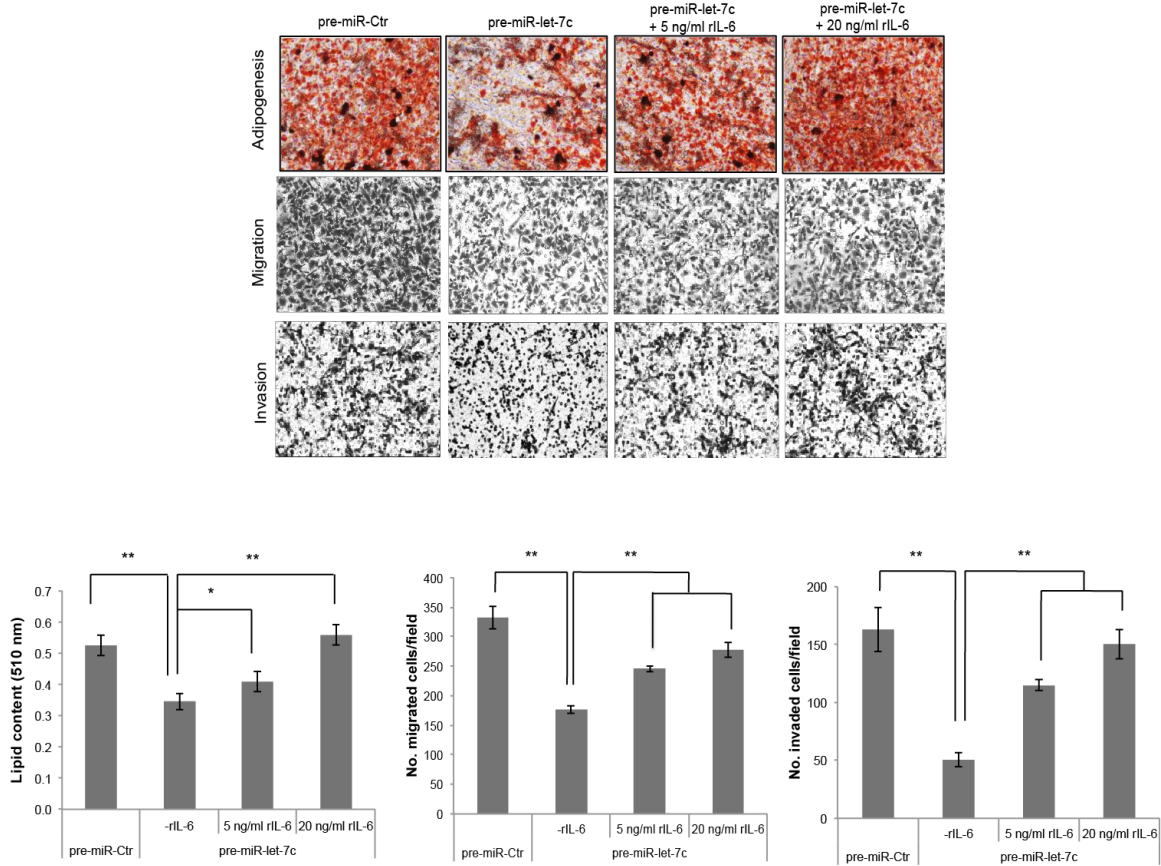 pre-miR-Ctr
pre-miR-let-7c
pre-miR-let-7c
+ 5 ng/ml rIL-6
pre-miR-let-7c
+ 20 ng/ml rIL-6
Adipogenesis
Migration
Invasion
**
**
*
Lipid content (510 nm)
0.7
0.6
0.5
0.4
0.3
0.2
0.1
0.0
-rIL-6
5 ng/ml rIL-6
20 ng/ml rIL-6
pre-miR-Ctr
pre-miR-let-7c
**
**
No. migrated cells/field
400
350
300
250
200
150
100
50
0
-rIL-6
5 ng/ml rIL-6
20 ng/ml rIL-6
pre-miR-Ctr
pre-miR-let-7c
**
**
No. invaded cells/field
200
150
100
50
0
-rIL-6
5 ng/ml rIL-6
20 ng/ml rIL-6
pre-miR-Ctr
pre-miR-let-7c